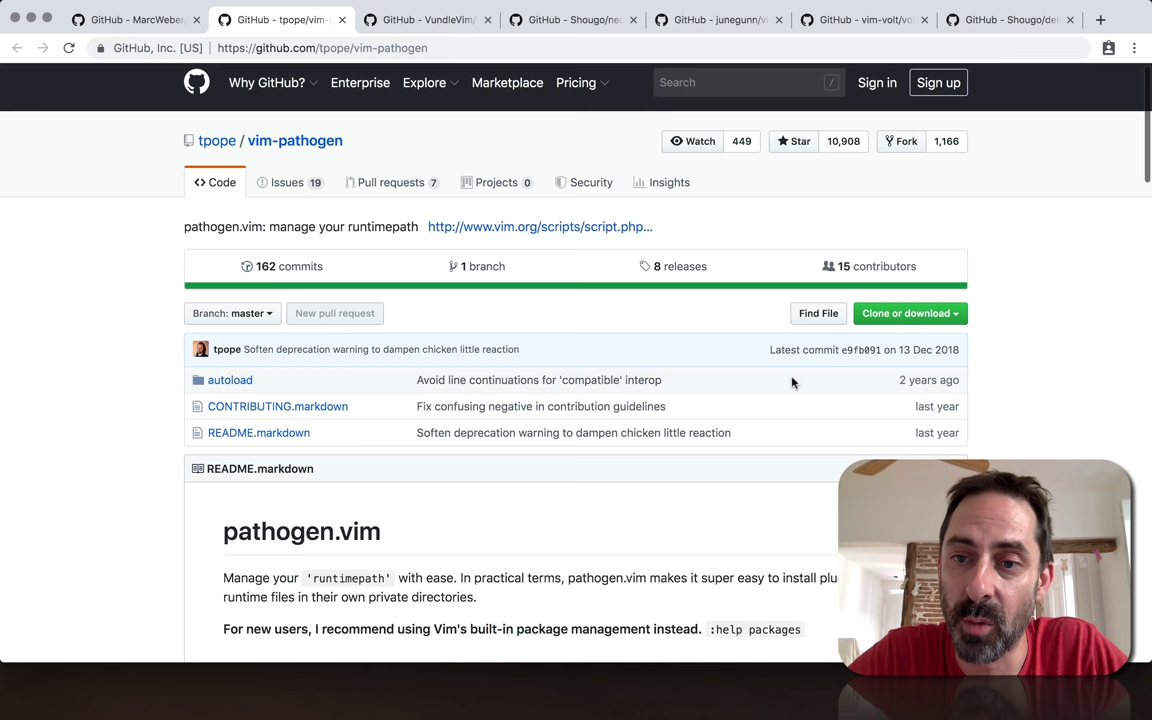 GitHub - MarcWeber
GitHub - tpope/vim-
GitHub - VundleVim/
GitHub - Shougo/neo
GitHub - junegunn/vi
GitHub - vim-volt/vol
GitHub - Shougo/dei
GitHub, Inc. [US] | https://github.com/tpope/vim-pathogen
Why GitHub? Enterprise Explore Marketplace Pricing Search / Sign in Sign up
tpope / vim-pathogen Watch 449 Star 10,908 Fork 1,166
Code Issues 19 Pull requests 7 Projects 0 Security Insights
pathogen.vim: manage your runtimepath http://www.vim.org/scripts/script.php...
162 commits 1 branch 8 releases 15 contributors
Branch: master New pull request Find File Clone or download
tpope Soften deprecation warning to dampen chicken little reaction Latest commit e9fb091 on 13 Dec 2018
autoload Avoid line continuations for 'compatible' interop 2 years ago
CONTRIBUTING.markdown Fix confusing negative in contribution guidelines last year
README.markdown Soften deprecation warning to dampen chicken little reaction last year
README.markdown
pathogen.vim
Manage your 'runtimepath' with ease. In practical terms, pathogen.vim makes it super easy to install plu
runtime files in their own private directories.
For new users, I recommend using Vim's built-in package management instead. :help packages